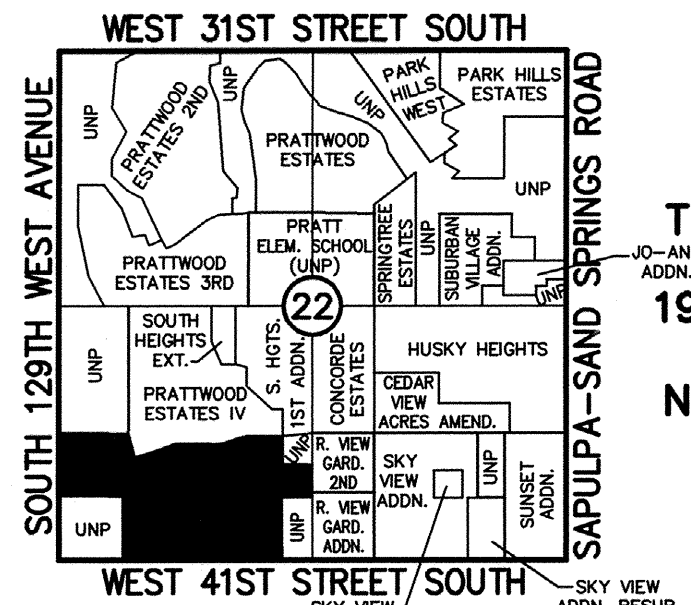 WEST 31ST STREET SOUTH
SOUTH 129TH WEST AVENUE
SAPULPA-SAND SPRINGS ROAD
UNP
PRATTWOOD
ESTATES 2ND
UNP
PRATTWOOD
ESTATES
UNP
PARK
HILLS
WEST
PARK HILLS
ESTATES
UNP
PRATTWOOD
ESTATES 3RD
PRATT
ELEM. SCHOOL
(UNP)
SPRINGTREE
ESTATES
UNP
SUBURBAN
VILLAGE
ADDN.
UNP
T
JO-AN
ADDN.
19
N
22
UNP
SOUTH
HEIGHTS
EXT.
PRATTWOOD
ESTATES IV
S. HGTS.
1ST ADDN.
CONCORDE
ESTATES
HUSKY HEIGHTS
CEDAR
VIEW
ACRES AMEND.
UNP
R. VIEW
GARD.
2ND
SKY
VIEW
ADDN.
UNP
SUNSET
ADDN.
UNP
UNP
R. VIEW
GARD.
ADDN.
WEST 41ST STREET SOUTH
SKY VIEW
SKY VIEW
ADDN. RESUB.